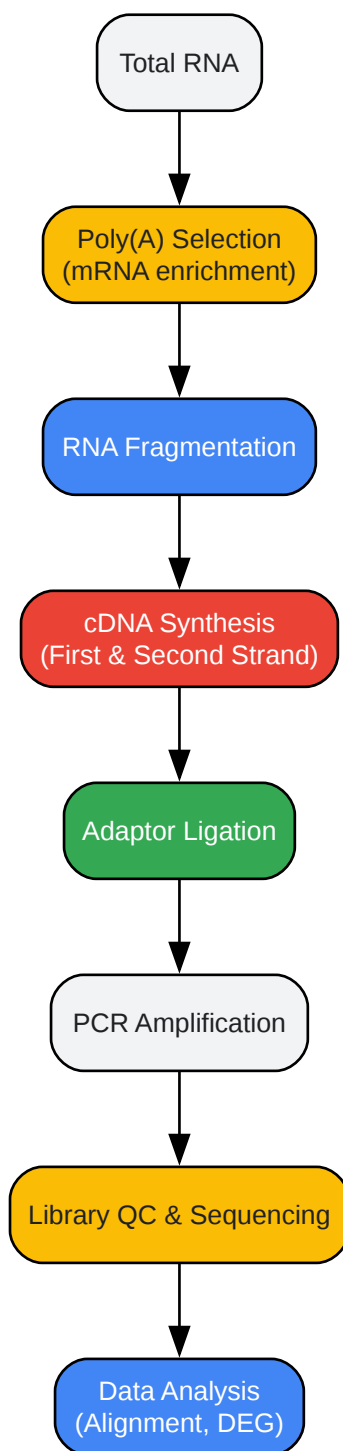 Total RNA
Poly(A) Selection
(mRNA enrichment)
RNA Fragmentation
cDNA Synthesis
(First & Second Strand)
Adaptor Ligation
PCR Amplification
Library QC & Sequencing
Data Analysis
(Alignment, DEG)